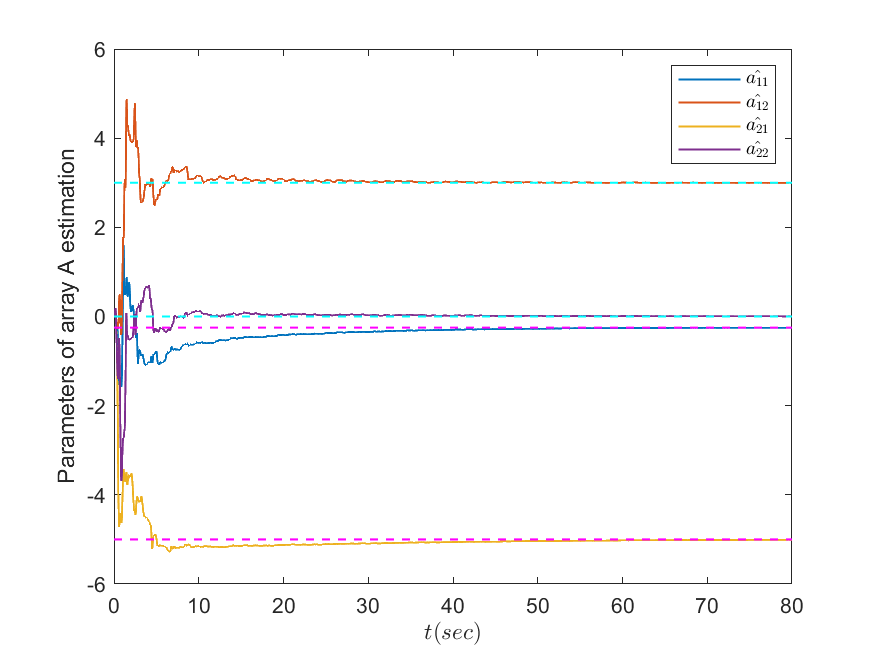 6
4
2
0
-2
-4
-6
Parameters of array A estimation
0 10 20 30 40 50 60 70 80
t(sec)
â₁₁
â₁₂
â₂₁
â₂₂